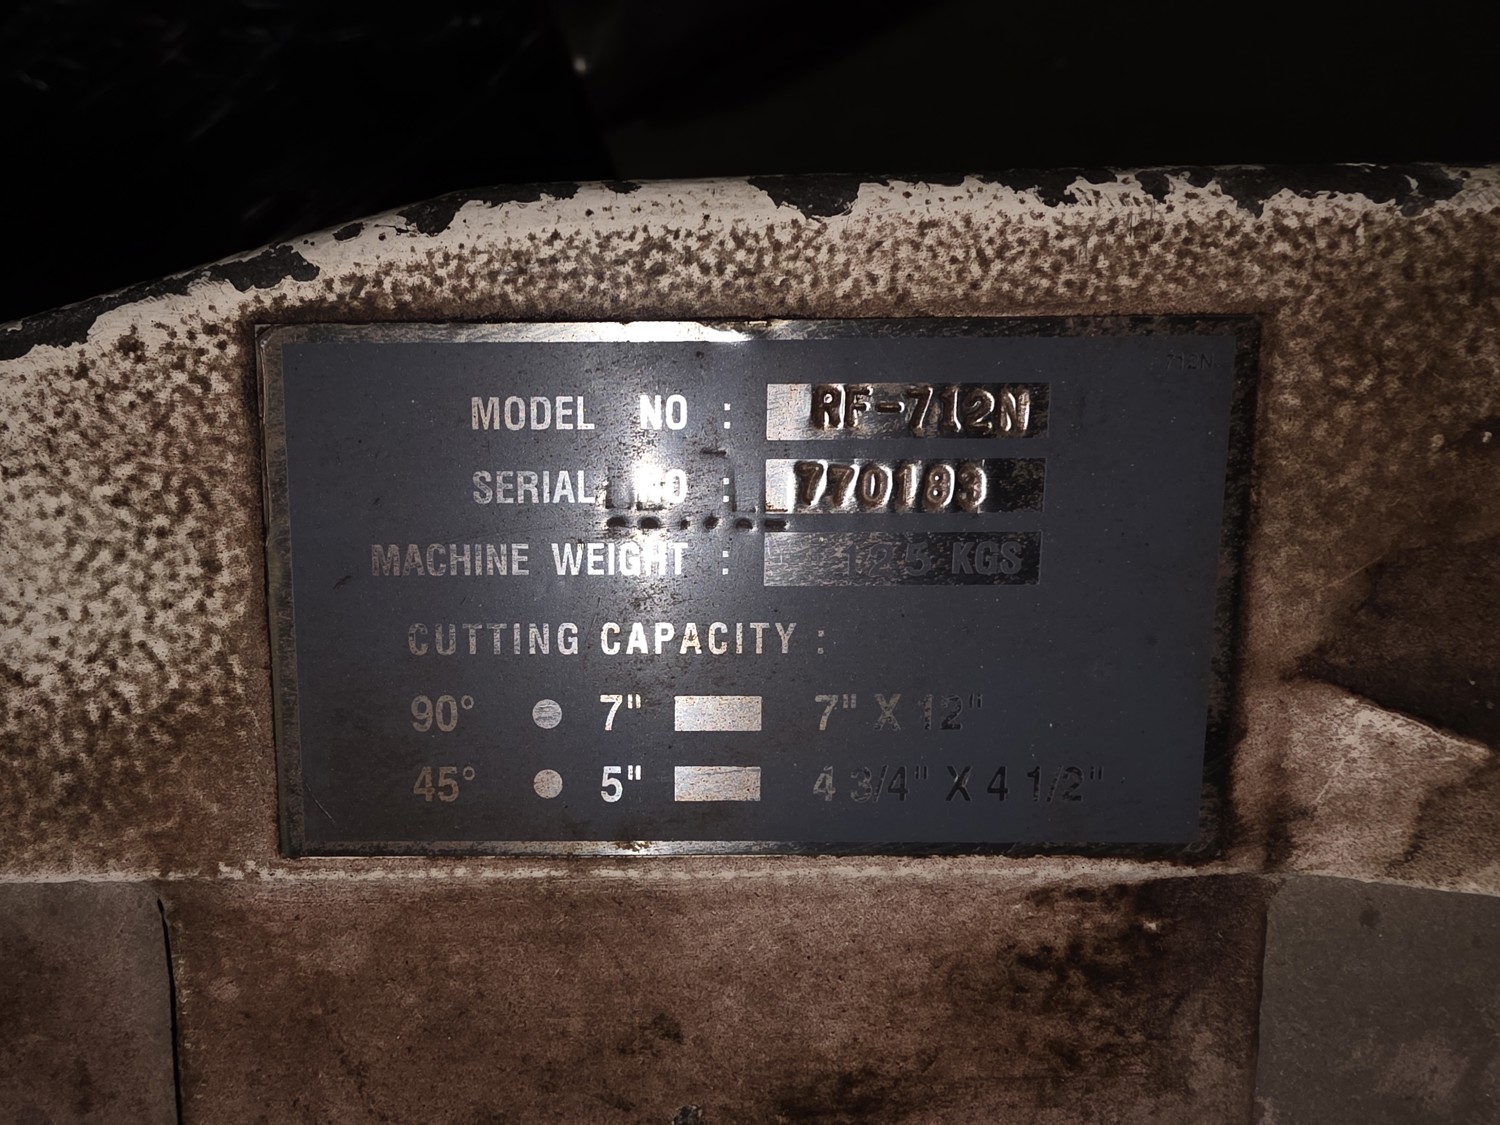 712N
MODEL NO : RF-712N
SERIAL NO : 770183
MACHINE WEIGHT : 125 KGS
CUTTING CAPACITY :
90° 7" 7" X 12"
45° 5" 4 3/4" X 4 1/2"